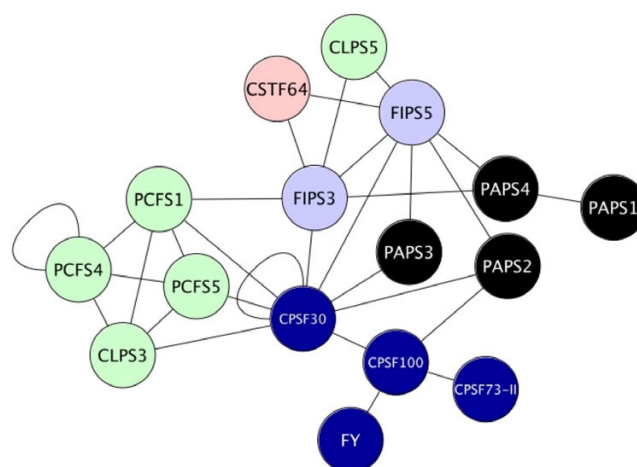 CLPS5
CSTF64
FIPS5
PCFS1
FIPS3
PAPS4
PAPS1
PCFS4
PCFS5
PAPS3
PAPS2
CPSF30
CLPS3
CPSF100
CPSF73-II
FY